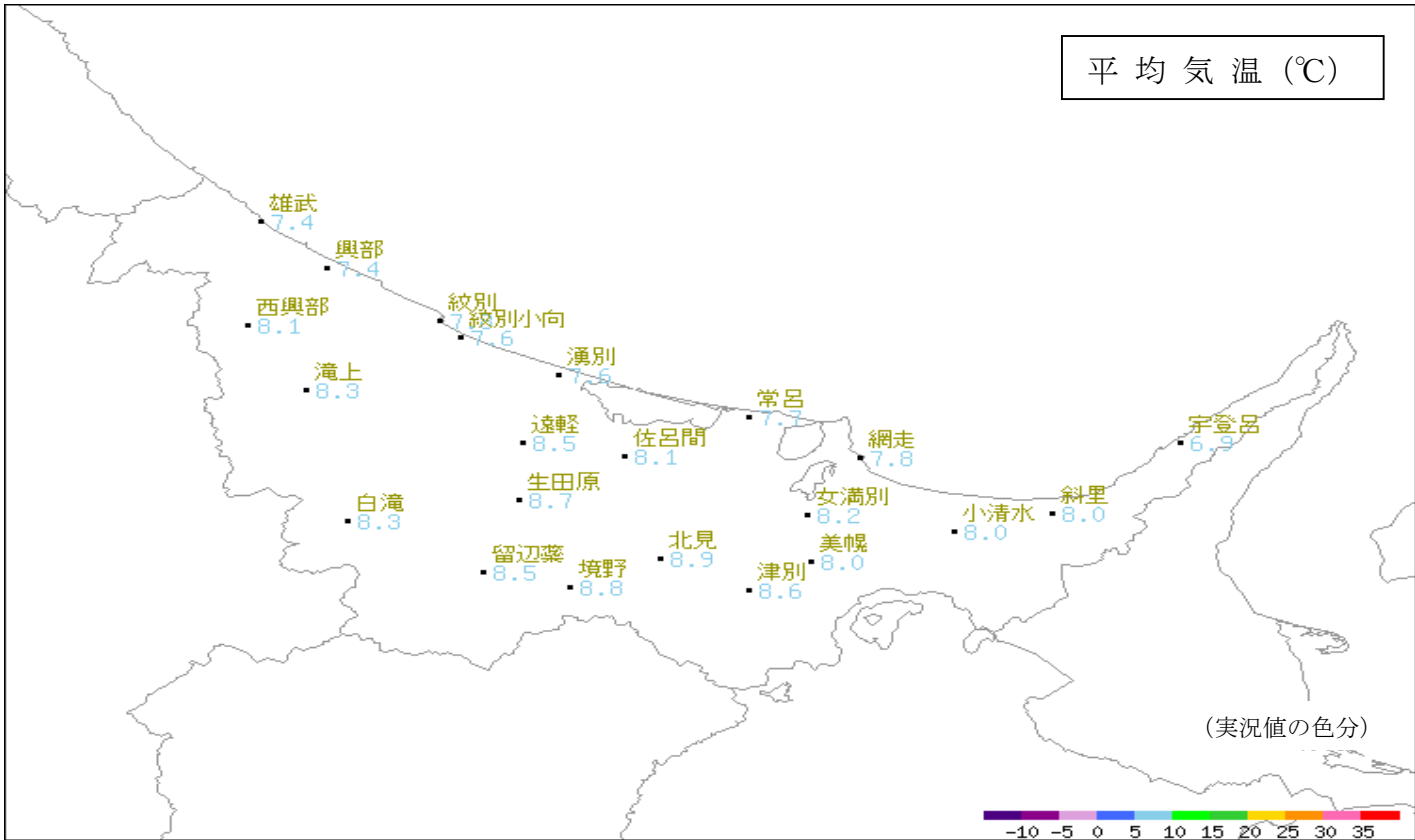 平均気温(℃)
雄武
7.4
興部
7.4
西興部
8.1
紋別
紋別小向
7.6
湧別
7.6
滝上
8.3
常呂
7.7
遠軽
8.5
佐呂間
8.1
網走
7.8
宇登呂
6.9
生田原
8.7
白滝
8.3
女満別
8.2
小清水
8.0
斜里
8.0
留辺蘂
8.5
境野
8.8
北見
8.9
美幌
8.0
津別
8.6
(実況値の色分)
-10 -5 0 5 10 15 20 25 30 35